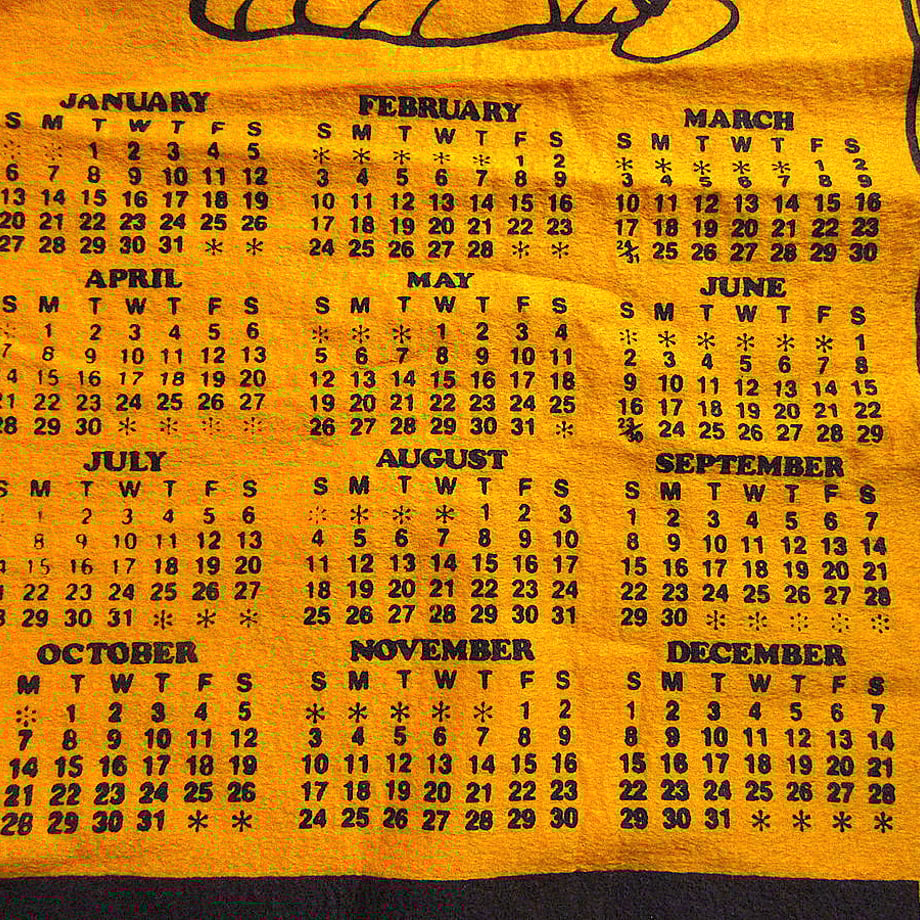 JANUARY
S M T W T F S
* * 1 2 3 4 5
6 7 8 9 10 11 12
13 14 15 16 17 18 19
20 21 22 23 24 25 26
27 28 29 30 31 * *
FEBRUARY
S M T W T F S
* * * * * 1 2
3 4 5 6 7 8 9
10 11 12 13 14 15 16
17 18 19 20 21 22 23
24 25 26 27 28 * *
MARCH
S M T W T F S
* * * * * 1 2
3 4 5 6 7 8 9
10 11 12 13 14 15 16
17 18 19 20 21 22 23
24/31 25 26 27 28 29 30
APRIL
S M T W T F S
* 1 2 3 4 5 6
7 8 9 10 11 12 13
4 15 16 17 18 19 20
21 22 23 24 25 26 27
28 29 30 * * * *
MAY
S M T W T F S
* * * 1 2 3 4
5 6 7 8 9 10 11
12 13 14 15 16 17 18
19 20 21 22 23 24 25
26 27 28 29 30 31 *
JUNE
S M T W T F S
* * * * * * 1
2 3 4 5 6 7 8
9 10 11 12 13 14 15
16 17 18 19 20 21 22
23/30 24 25 26 27 28 29
JULY
S M T W T F S
1 2 3 4 5 6
8 9 10 11 12 13
15 16 17 18 19 20
22 23 24 25 26 27
29 30 31 * * *
AUGUST
S M T W T F S
* * * * 1 2 3
4 5 6 7 8 9 10
11 12 13 14 15 16 17
18 19 20 21 22 23 24
25 26 27 28 29 30 31
SEPTEMBER
S M T W T F S
1 2 3 4 5 6 7
8 9 10 11 12 13 14
15 16 17 18 19 20 21
22 23 24 25 26 27 28
29 30 * * * * *
OCTOBER
M T W T F S
* 1 2 3 4 5
7 8 9 10 11 12
14 15 16 17 18 19
21 22 23 24 25 26
28 29 30 31 * *
NOVEMBER
S M T W T F S
* * * * * 1 2
3 4 5 6 7 8 9
10 11 12 13 14 15 16
17 18 19 20 21 22 23
24 25 26 27 28 29 30
DECEMBER
S M T W T F S
1 2 3 4 5 6 7
8 9 10 11 12 13 14
15 16 17 18 19 20 21
22 23 24 25 26 27 28
29 30 31 * * * *